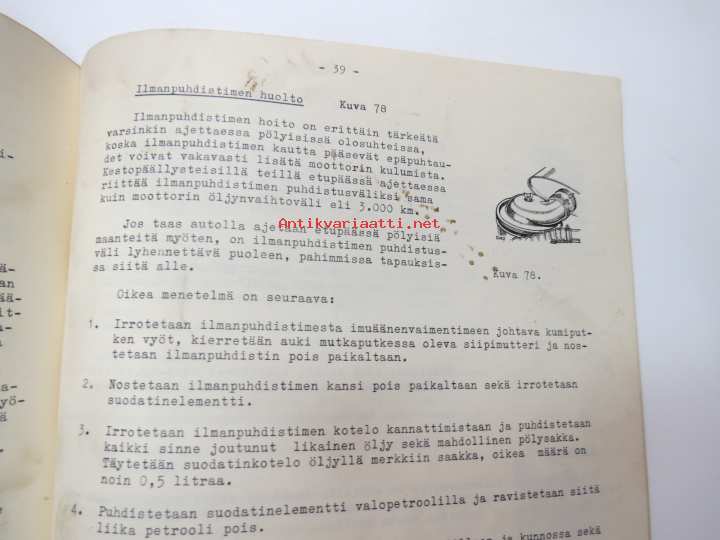 - 39 -
Ilmanpuhdistimen huolto Kuva 78
Ilmanpuhdistimen hoito on erittäin tärkeätä
varsinkin ajettaessa pölyisissä olosuhteissa,
koska ilmanpuhdistimen kautta pääsevät epäpuhtau-
det voivat vakavasti lisätä moottorin kulumista.
Kestopäällysteisillä teillä etupäässä ajettaessa
riittää ilmanpuhdistimen puhdistusväliksi sama
kuin moottorin öljynvaihtoväli eli 3.000 km.
Antikvariaatti.net
Jos taas autolla ajetaan etupäässä pölyisiä
maanteitä myöten, on ilmanpuhdistimen puhdistus-
väli lyhennettävä puoleen, pahimmissa tapauksis-
sa siitä alle.
Kuva 78.
Oikea menetelmä on seuraava:
1. Irrotetaan ilmanpuhdistimesta imuäänenvaimentimeen johtava kumiput-
ken vyöt, kierretään auki mutkaputkessa oleva siipimutteri ja nos-
tetaan ilmanpuhdistin pois paikaltaan.
2. Nostetaan ilmanpuhdistimen kansi pois paikaltaan sekä irrotetaan
suodatinelementti.
3. Irrotetaan ilmanpuhdistimen kotelo kannattimistaan ja puhdistetaan
kaikki sinne joutunut likainen öljy sekä mahdollinen pölysakka.
Täytetään suodatinkotelo öljyllä merkkiin saakka, oikea määrä on
noin 0,5 litraa.
4. Puhdistetaan suodatinelementti valopetroolilla ja ravistetaan siitä
liika petrooli pois.
ja kunnossa sekä